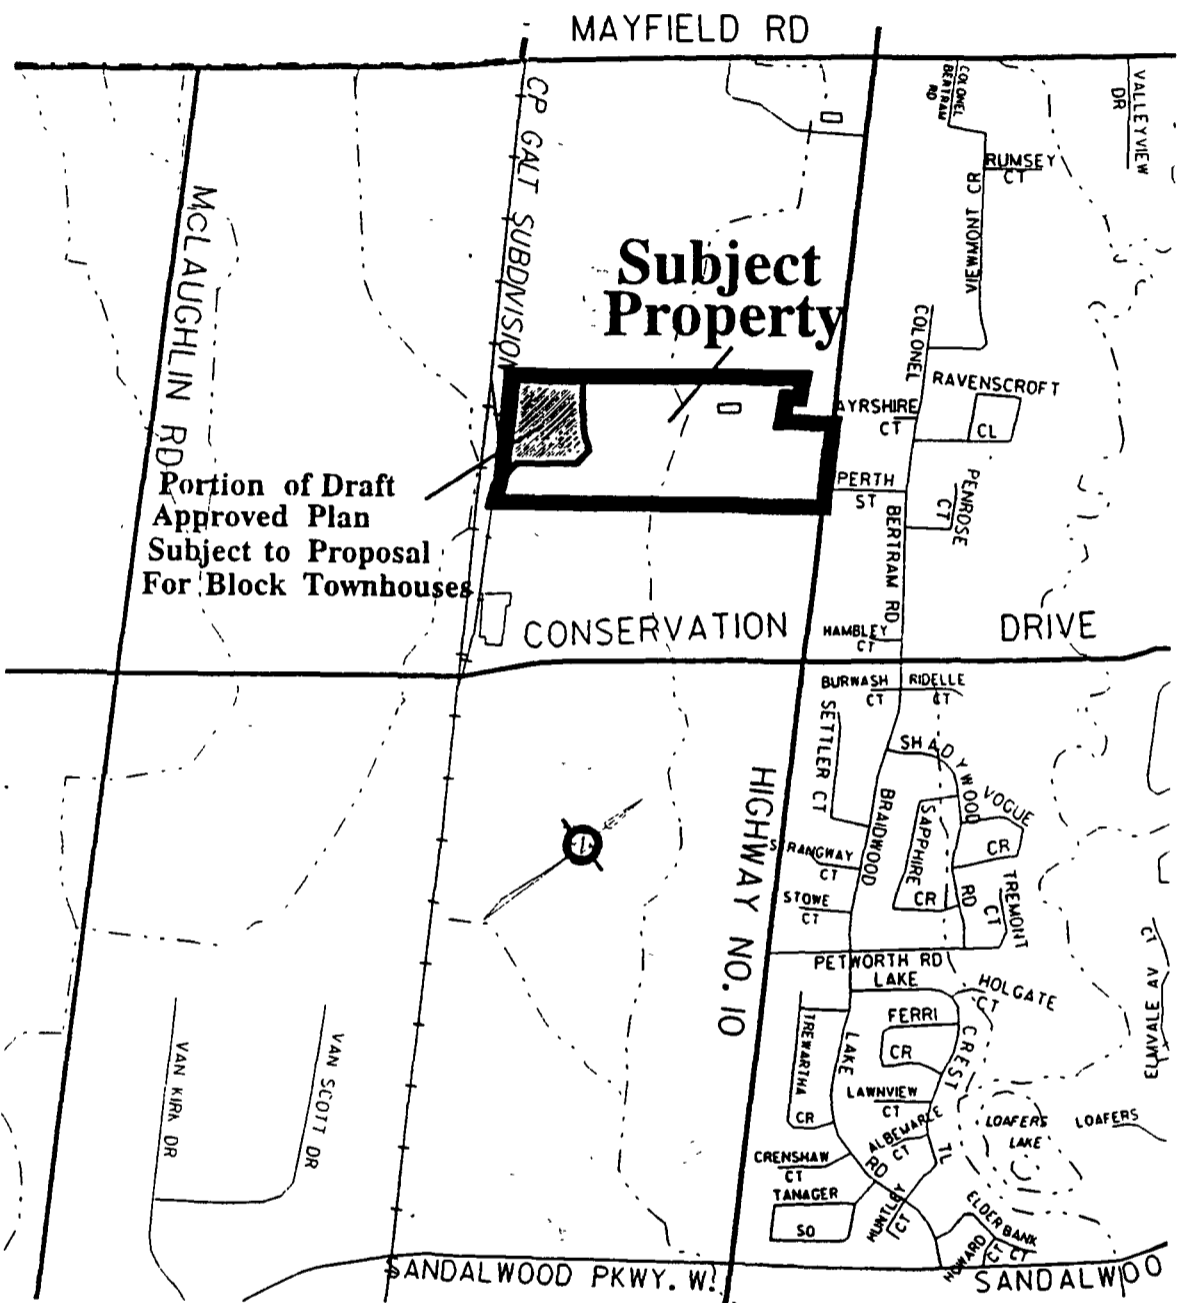 MAYFIELD RD
CP GALT SUBDIVISION
McLAUGHLIN RD
COLONEL
BERTRAM
RD
VALLEYVIEW
DR
RUMSEY
CT
VIEWMONT CR
Subject
Property
COLONEL
RAVENSCROFT
CL
AYRSHIRE
CT
PERTH
ST
PENROSE
CT
BERTRAM RD
Portion of Draft
Approved Plan
Subject to Proposal
For Block Townhouses
CONSERVATION
DRIVE
HAMBLEY
CT
BURWASH
CT
RIDELLE
CT
SETTLER CT
SHADYWOOD
RD
VOGUE
CR
SAPPHIRE
CR
BRAIDWOOD
HIGHWAY NO. 10
STRANGWAY
CT
STOWE
CT
TREMONT
CT
PETWORTH RD
LAKE
HOLGATE
CT
FERRI
CR
CREST
TL
TREWARTHA
CR
LAKE
RD
LAWNVIEW
CT
ALBEMARLE
CT
LOAFERS
LAKE
LOAFERS
ELMVALE AV
CT
VAN KIRK DR
VAN SCOTT DR
CRENSHAW
CT
TANAGER
SQ
HUNTLEY
CT
ELDERBANK
CT
HOWARD
CT
SANDALWOOD PKWY. W.
SANDALWOO